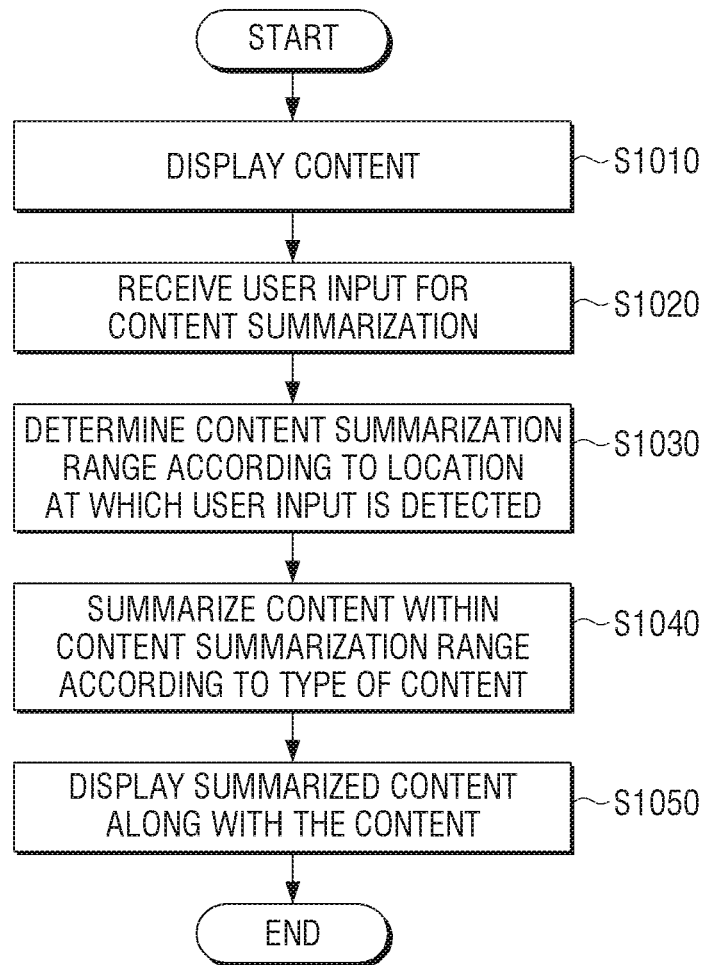 START
DISPLAY CONTENT
S1010
RECEIVE USER INPUT FOR
CONTENT SUMMARIZATION
S1020
DETERMINE CONTENT SUMMARIZATION
RANGE ACCORDING TO LOCATION
AT WHICH USER INPUT IS DETECTED
S1030
SUMMARIZE CONTENT WITHIN
CONTENT SUMMARIZATION RANGE
ACCORDING TO TYPE OF CONTENT
S1040
DISPLAY SUMMARIZED CONTENT
ALONG WITH THE CONTENT
S1050
END